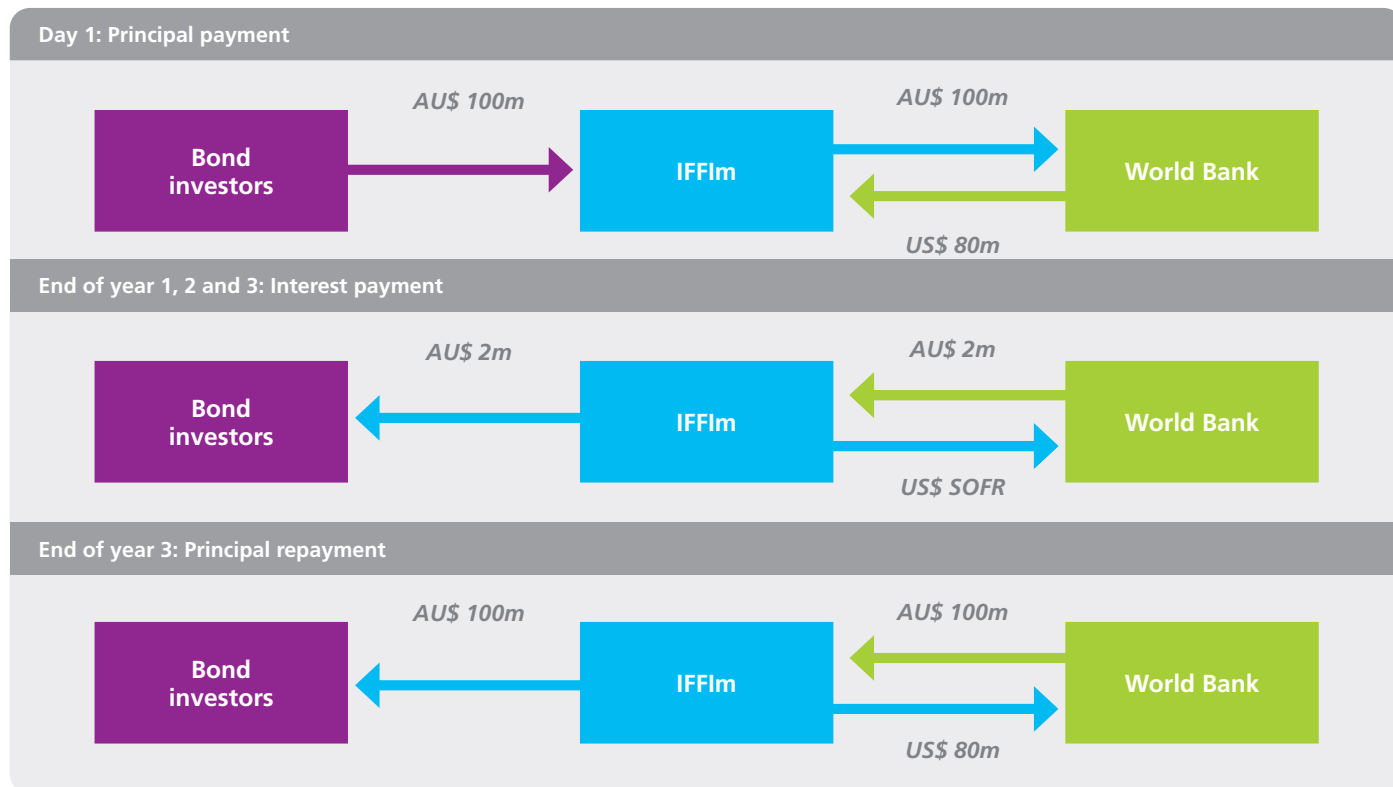 Day 1: Principal payment
AU$ 100m
AU$ 100m
Bond
investors
IFFIm
World Bank
US$ 80m
End of year 1, 2 and 3: Interest payment
AU$ 2m
AU$ 2m
Bond
investors
IFFIm
World Bank
US$ SOFR
End of year 3: Principal repayment
AU$ 100m
AU$ 100m
Bond
investors
IFFIm
World Bank
US$ 80m